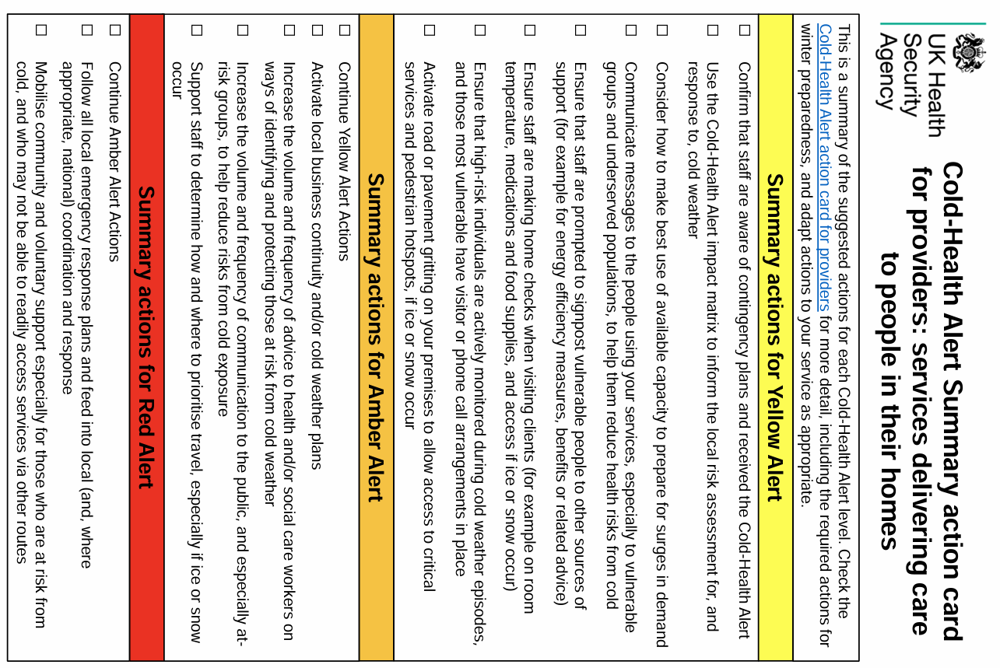 UK Health
Security
Agency
Cold-Health Alert Summary action card
for providers: services delivering care
to people in their homes
This is a summary of the suggested actions for each Cold-Health Alert level. Check the
Cold-Health Alert action card for providers for more detail, including the required actions for
winter preparedness, and adapt actions to your service as appropriate.
Summary actions for Yellow Alert
☐ Confirm that staff are aware of contingency plans and received the Cold-Health Alert
☐ Use the Cold-Health Alert impact matrix to inform the local risk assessment for, and
response to, cold weather
☐ Consider how to make best use of available capacity to prepare for surges in demand
☐ Communicate messages to the people using your services, especially to vulnerable
groups and underserved populations, to help them reduce health risks from cold
☐ Ensure that staff are prompted to signpost vulnerable people to other sources of
support (for example for energy efficiency measures, benefits or related advice)
☐ Ensure staff are making home checks when visiting clients (for example on room
temperature, medications and food supplies, and access if ice or snow occur)
☐ Ensure that high-risk individuals are actively monitored during cold weather episodes,
and those most vulnerable have visitor or phone call arrangements in place
☐ Activate road or pavement gritting on your premises to allow access to critical
services and pedestrian hotspots, if ice or snow occur
Summary actions for Amber Alert
☐ Continue Yellow Alert Actions
☐ Activate local business continuity and/or cold weather plans
☐ Increase the volume and frequency of advice to health and/or social care workers on
ways of identifying and protecting those at risk from cold weather
☐ Increase the volume and frequency of communication to the public, and especially at-
risk groups, to help reduce risks from cold exposure
☐ Support staff to determine how and where to prioritise travel, especially if ice or snow
occur
Summary actions for Red Alert
☐ Continue Amber Alert Actions
☐ Follow all local emergency response plans and feed into local (and, where
appropriate, national) coordination and response
☐ Mobilise community and voluntary support especially for those who are at risk from
cold, and who may not be able to readily access services via other routes